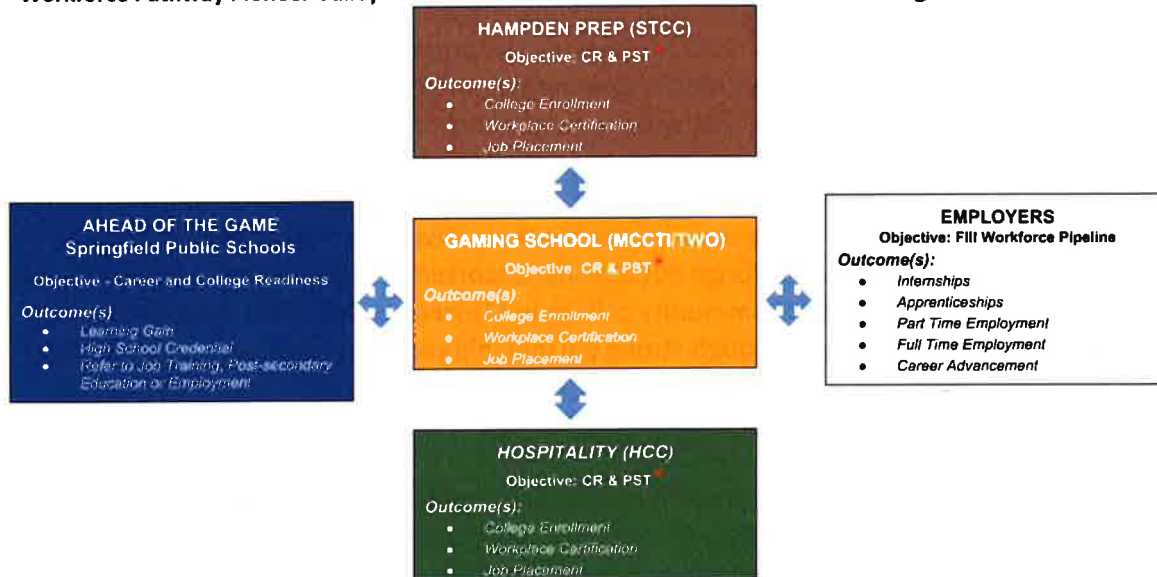 Workforce Pathway Pioneer Valley
HAMPDEN PREP (STCC)
Objective: CR & PST *
Outcome(s):
• College Enrollment
• Workplace Certification
• Job Placement
AHEAD OF THE GAME
Springfield Public Schools
Objective - Career and College Readiness
Outcome(s)
• Learning Gain
• High School Credential
• Refer to Job Training, Post-secondary
Education or Employment
GAMING SCHOOL (MCCTI/TWO)
Objective: CR & PST *
Outcome(s):
• College Enrollment
• Workplace Certification
• Job Placement
EMPLOYERS
Objective: Fill Workforce Pipeline
Outcome(s):
• Internships
• Apprenticeships
• Part Time Employment
• Full Time Employment
• Career Advancement
HOSPITALITY (HCC)
Objective: CR & PST *
Outcome(s):
• College Enrollment
• Workplace Certification
• Job Placement